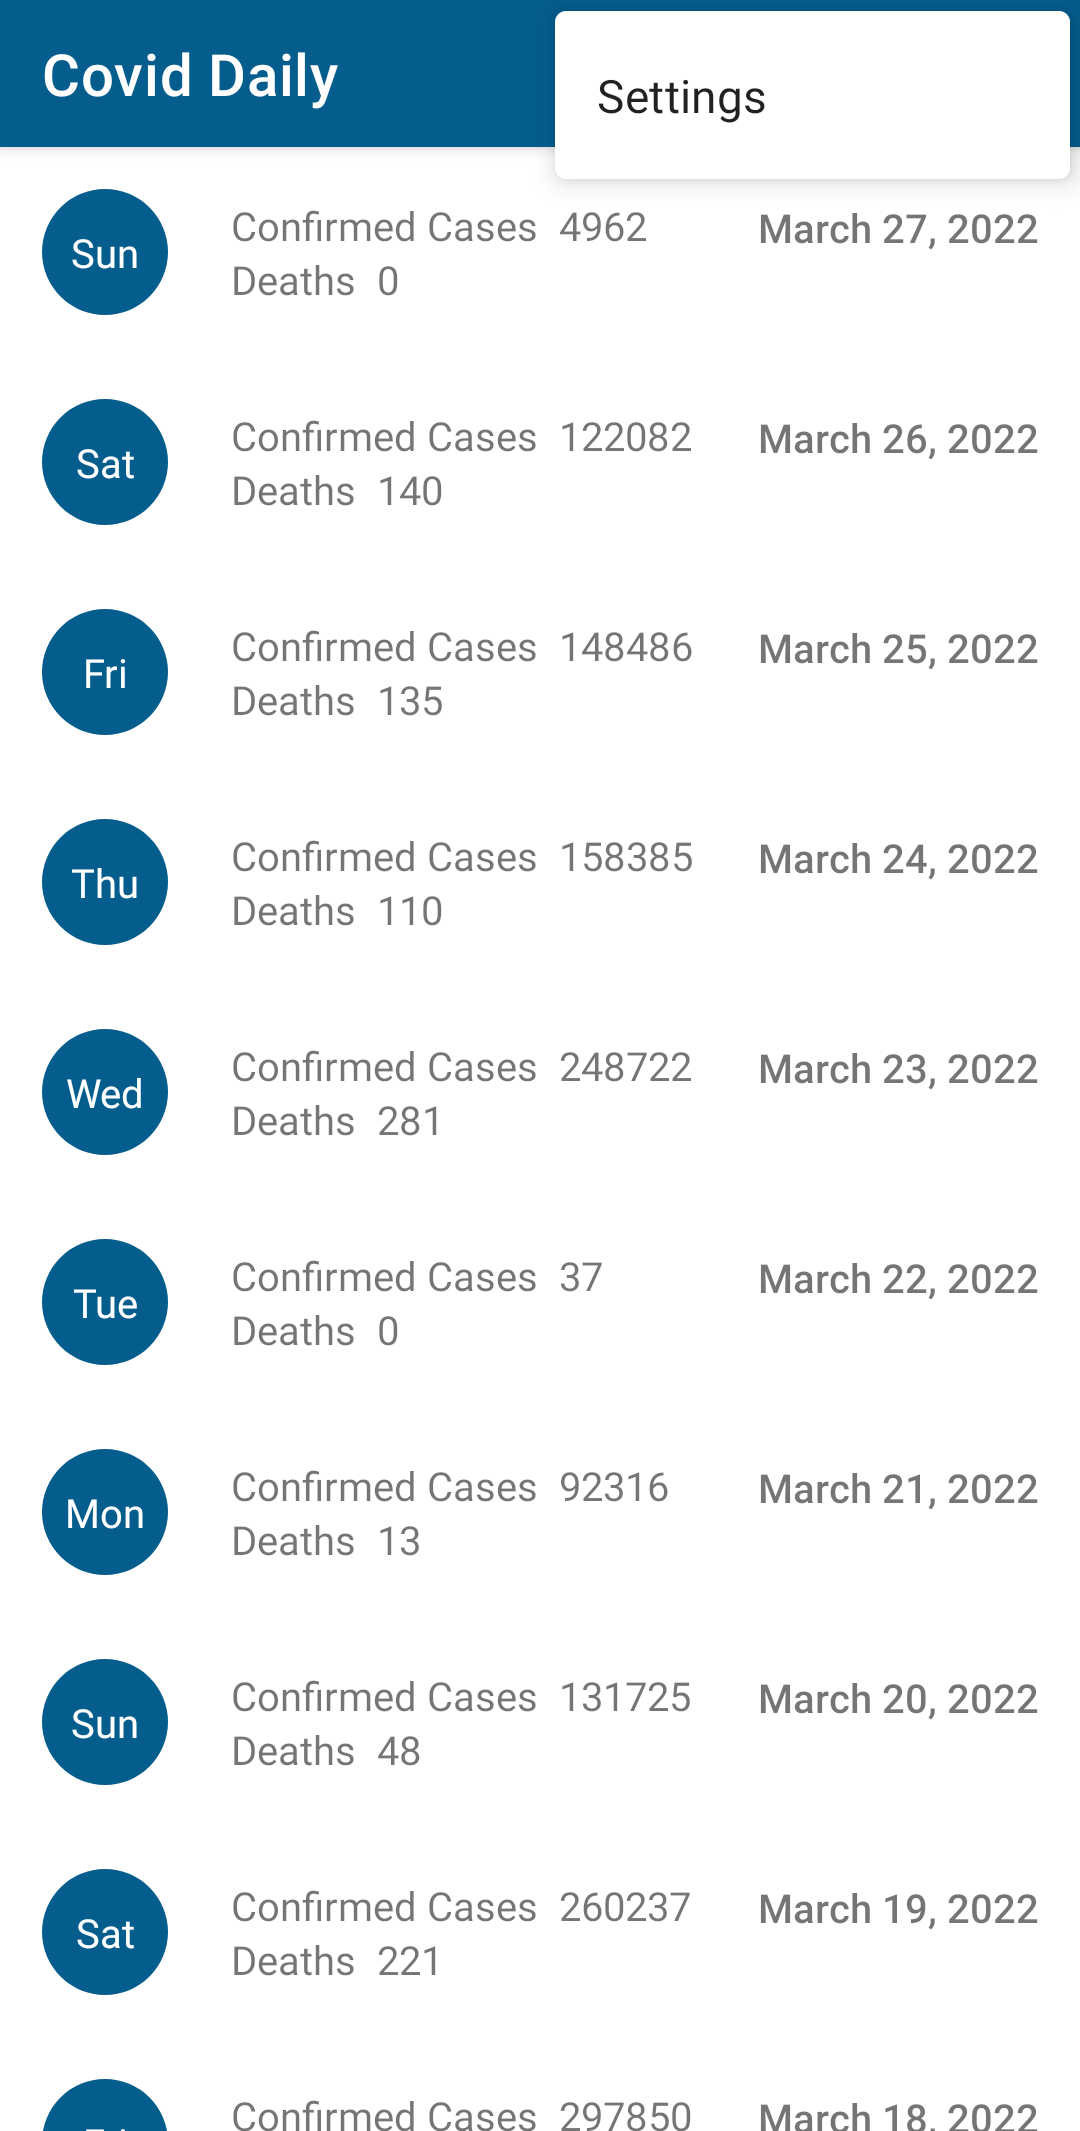 Covid Daily
Settings
Sun
Confirmed Cases 4962
March 27, 2022
Deaths 0
Sat
Confirmed Cases 122082
March 26, 2022
Deaths 140
Fri
Confirmed Cases 148486
March 25, 2022
Deaths 135
Thu
Confirmed Cases 158385
March 24, 2022
Deaths 110
Wed
Confirmed Cases 248722
March 23, 2022
Deaths 281
Tue
Confirmed Cases 37
March 22, 2022
Deaths 0
Mon
Confirmed Cases 92316
March 21, 2022
Deaths 13
Sun
Confirmed Cases 131725
March 20, 2022
Deaths 48
Sat
Confirmed Cases 260237
March 19, 2022
Deaths 221
Confirmed Cases 297850
March 18, 2022